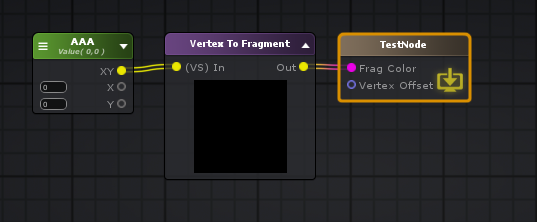 AAA
Value( 0,0 )
XY
0 X
0 Y
Vertex To Fragment
(VS) In Out
TestNode
Frag Color
Vertex Offset